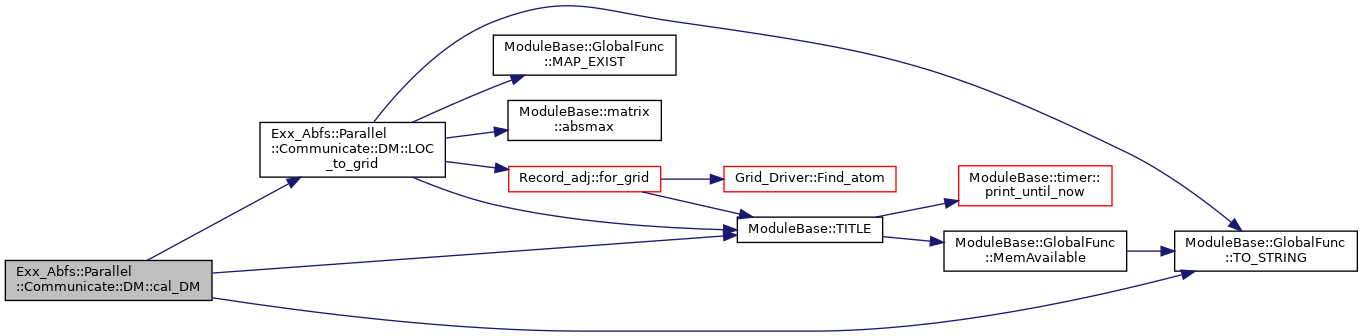 ModuleBase::GlobalFunc
::MAP_EXIST
ModuleBase::matrix
::absmax
Exx_Abfs::Parallel
::Communicate::DM::LOC
_to_grid
Record_adj::for_grid
Grid_Driver::Find_atom
ModuleBase::timer::
print_until_now
ModuleBase::TITLE
ModuleBase::GlobalFunc
::MemAvailable
ModuleBase::GlobalFunc
::TO_STRING
Exx_Abfs::Parallel
::Communicate::DM::cal_DM